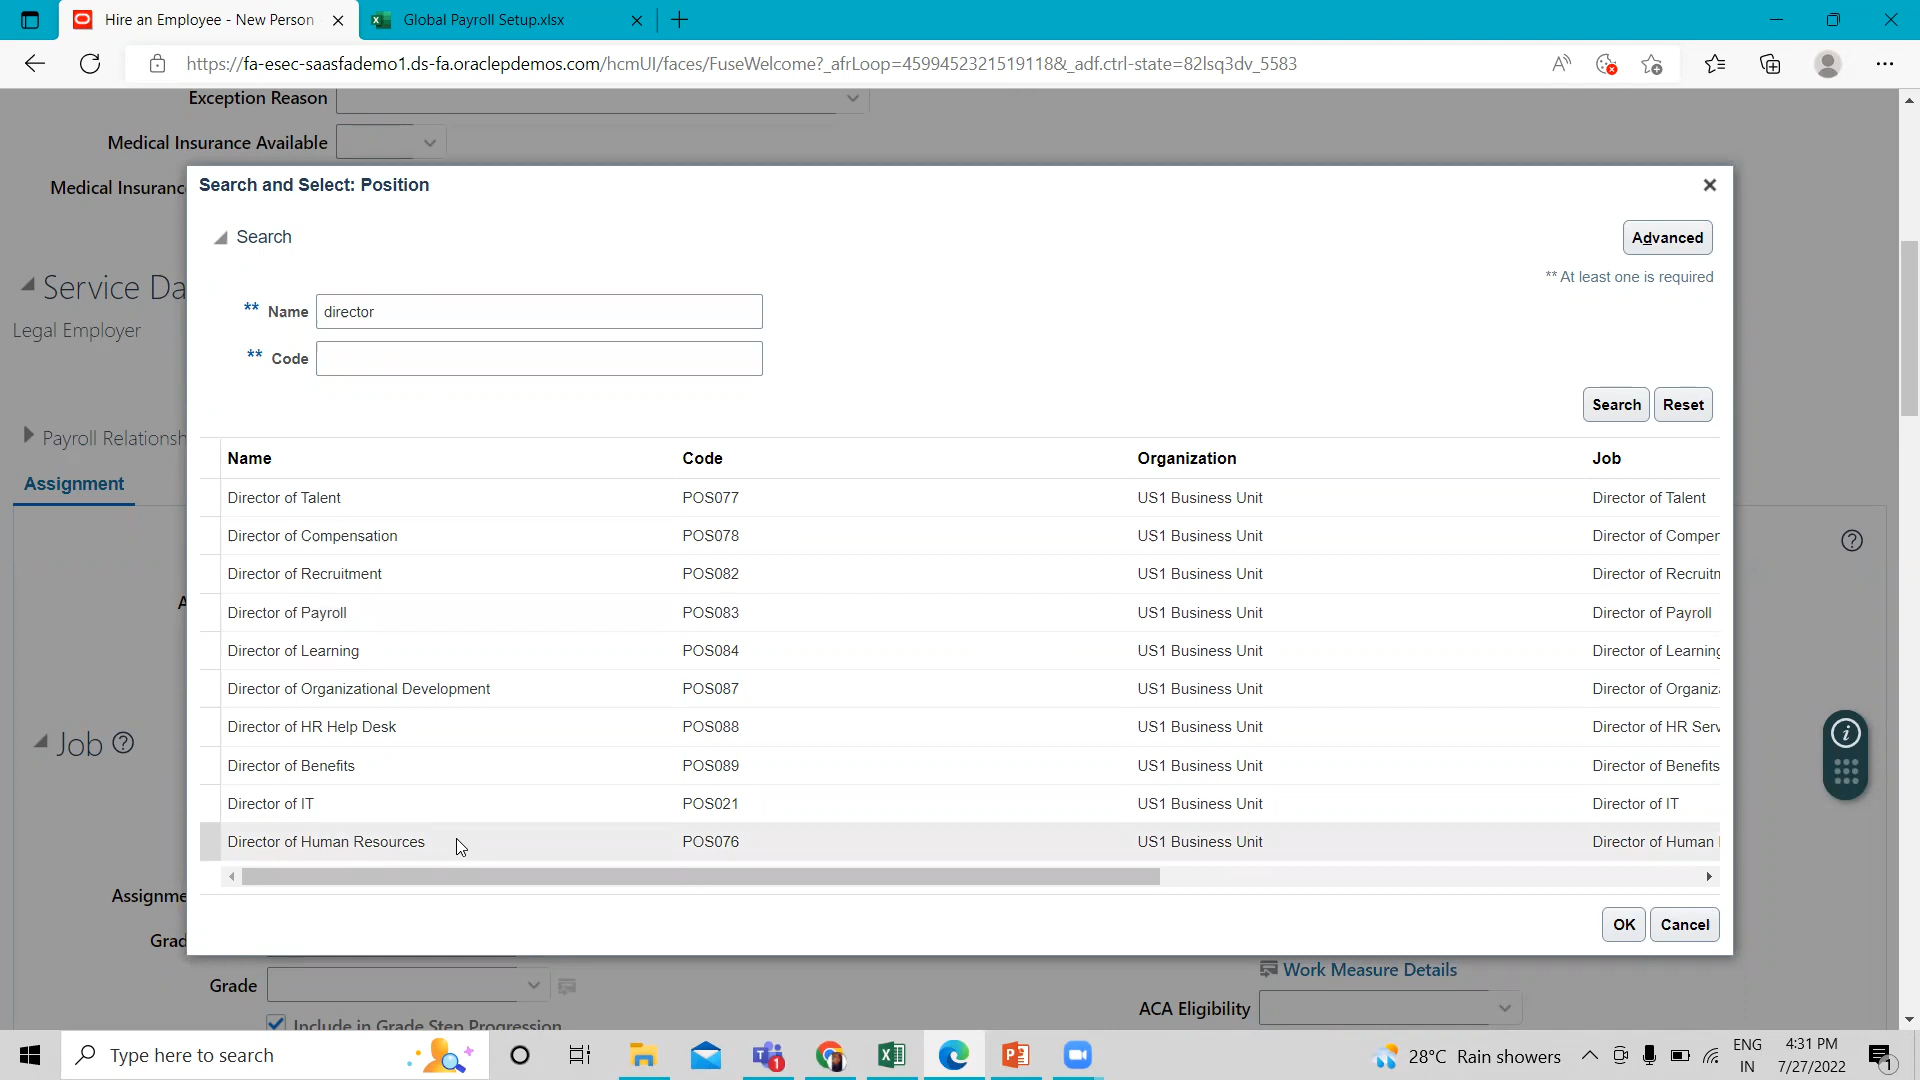 Hire an Employee - New Person
Global Payroll Setup.xlsx
https://fa-esec-saasfademo1.ds-fa.oraclepdemos.com/hcmUI/faces/FuseWelcome?_afrLoop=4599452321519118&_adf.ctrl-state=82lsq3dv_5583
Exception Reason
Medical Insurance Available
Medical Insuranc
Search and Select: Position
Search
Advanced
** At least one is required
** Name director
** Code
Search Reset
Service Da
Legal Employer
Payroll Relationsh
Assignment
Name Code Organization Job
Director of Talent POS077 US1 Business Unit Director of Talent
Director of Compensation POS078 US1 Business Unit Director of Compen
Director of Recruitment POS082 US1 Business Unit Director of Recruitn
Director of Payroll POS083 US1 Business Unit Director of Payroll
Director of Learning POS084 US1 Business Unit Director of Learning
Director of Organizational Development POS087 US1 Business Unit Director of Organiz
Director of HR Help Desk POS088 US1 Business Unit Director of HR Serv
Director of Benefits POS089 US1 Business Unit Director of Benefits
Director of IT POS021 US1 Business Unit Director of IT
Director of Human Resources POS076 US1 Business Unit Director of Human
Job
OK Cancel
Assignme
Grad
Grade
Include in Grade Step Progression
Work Measure Details
ACA Eligibility
Type here to search
28°C Rain showers
ENG
IN
4:31 PM
7/27/2022
1
1